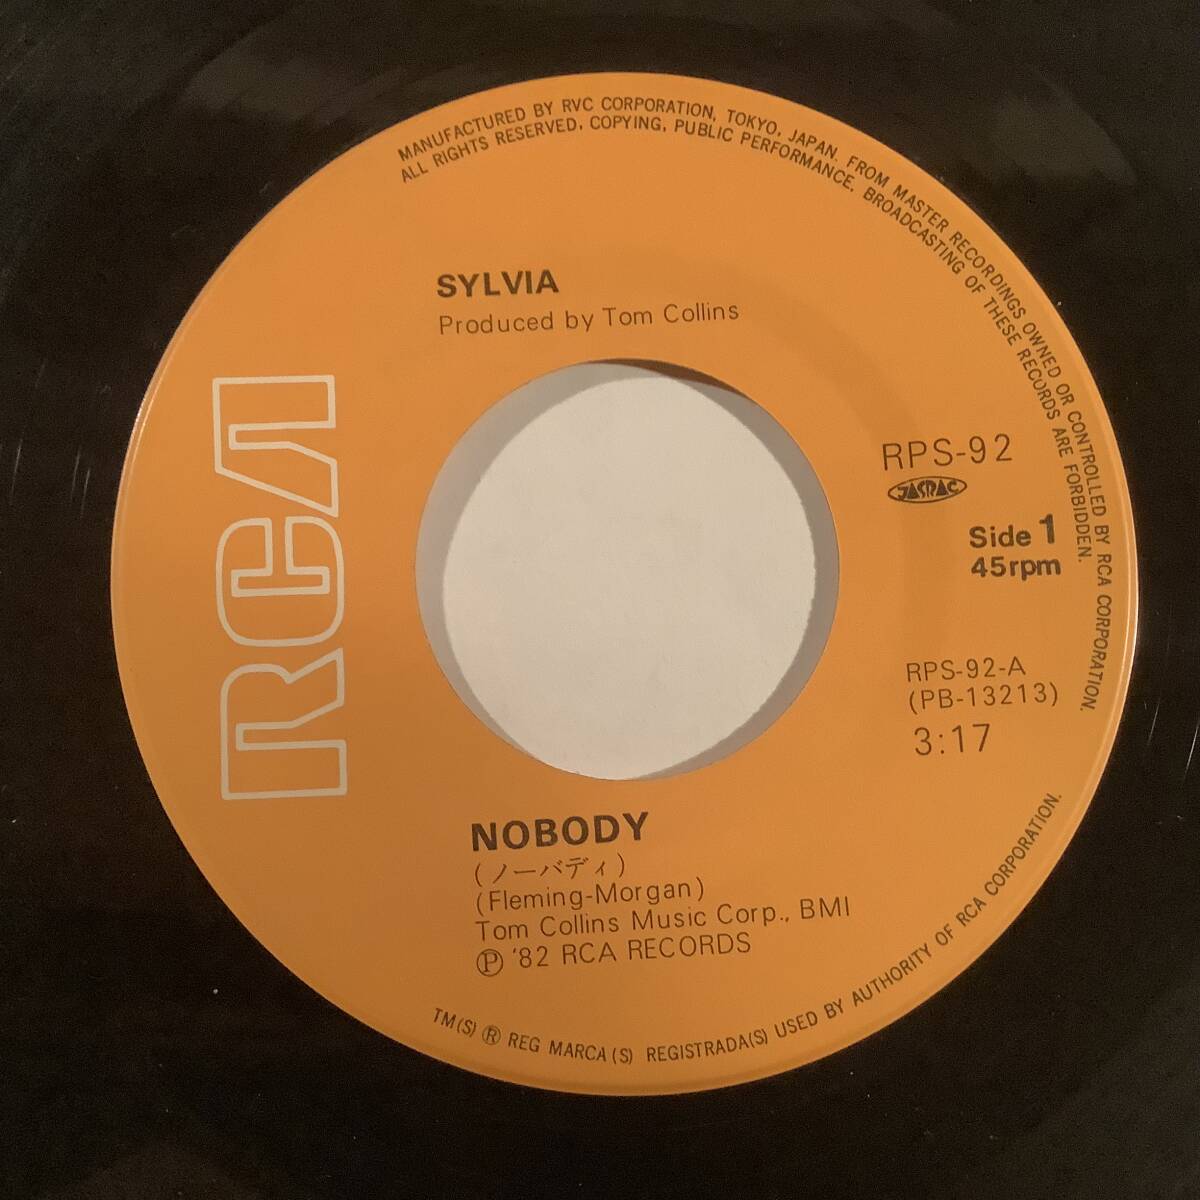 MANUFACTURED BY RVC CORPORATION, TOKYO, JAPAN. FROM MASTER RECORDINGS OWNED OR CONTROLLED BY RCA CORPORATION.
ALL RIGHTS RESERVED. COPYING, PUBLIC PERFORMANCE, BROADCASTING OF THESE RECORDS ARE FORBIDDEN.
SYLVIA
Produced by Tom Collins
RCA
RPS-92
JASRAC
Side 1
45rpm
RPS-92-A
(PB-13213)
3:17
NOBODY
(ノーバディ)
(Fleming-Morgan)
Tom Collins Music Corp., BMI
Ⓟ '82 RCA RECORDS
TM(S) ® REG MARCA(S) REGISTRADA(S) USED BY AUTHORITY OF RCA CORPORATION.